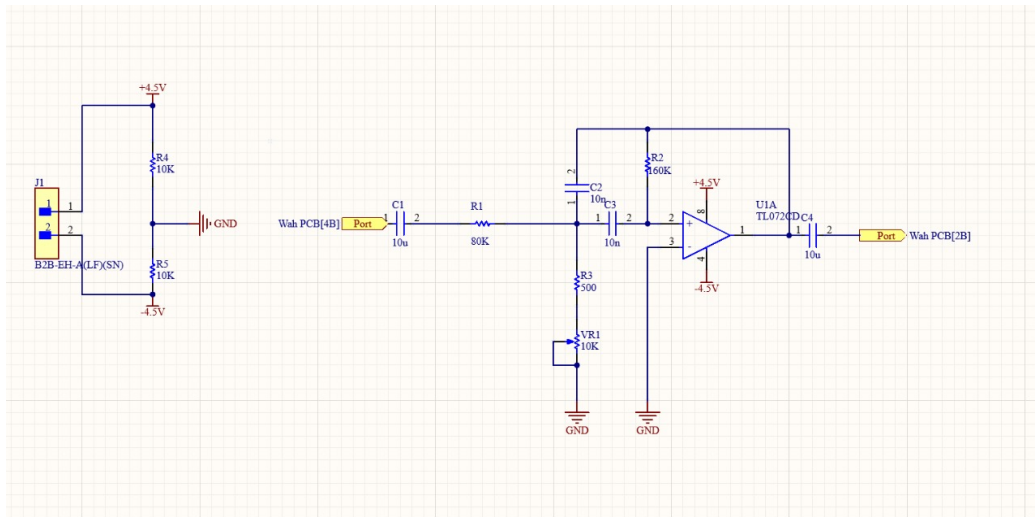 +4.5V
R4
10K
J1
1
1
2
2
B2B-EH-A(LF)(SN)
GND
R5
10K
-4.5V
Wah PCB[4B]
Port
1
C1
2
10u
R1
80K
2
C2
10n
1
C3
1
2
10n
R2
160K
R3
500
VR1
10K
GND
GND
+4.5V
8
U1A
TL072CD
2
+
3
-
1
4
-4.5V
C4
1
2
10u
Port
Wah PCB[2B]